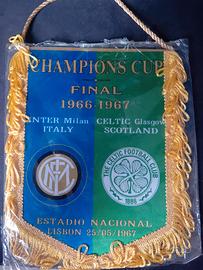 CHAMPIONS CUP
FINAL
1966-1967
INTER Milan CELTIC Glasgow
ITALY SCOTLAND
THE CELTIC FOOTBALL CLUB
1888
ESTADIO NACIONAL
LISBON 25/05/1967